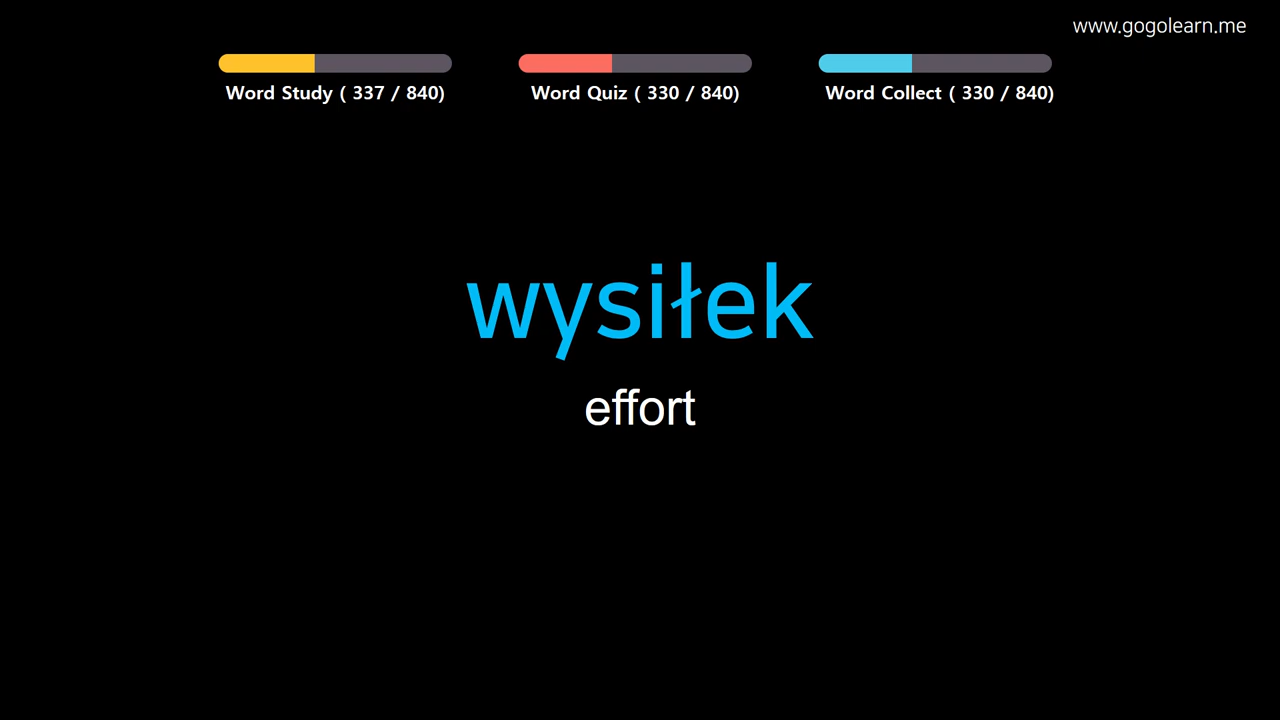 www.gogolearn.me
Word Study ( 337 / 840)
Word Quiz ( 330 / 840)
Word Collect ( 330 / 840)
wysiłek
effort